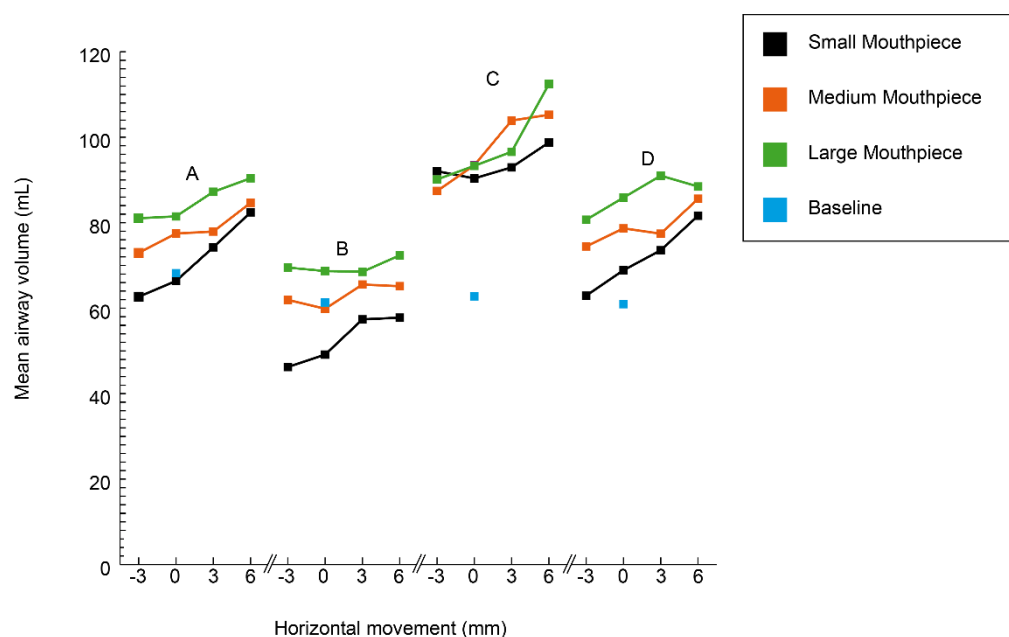 120
100
80
60
40
20
0
Mean airway volume (mL)
A
B
C
D
-3 0 3 6 -3 0 3 6 -3 0 3 6 -3 0 3 6
Horizontal movement (mm)
Small Mouthpiece
Medium Mouthpiece
Large Mouthpiece
Baseline